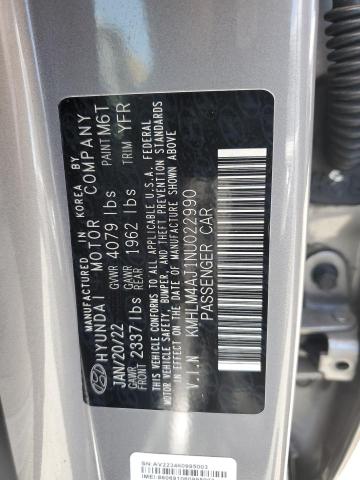 MANUFACTURED IN KOREA BY
HYUNDAI MOTOR COMPANY PAINT M6T
JAN/20/22 GVWR 4079 lbs TRIM YFR
GAWR FRONT 2337 lbs GAWR REAR 1962 lbs
THIS VEHICLE CONFORMS TO ALL APPLICABLE U.S.A. FEDERAL
MOTOR VEHICLE SAFETY, BUMPER, AND THEFT PREVENTION
STANDARDS IN EFFECT ON THE DATE OF
MANUFACTURE SHOWN ABOVE.
V.I.N KMHLM4AJ1NU022990
PASSENGER CAR
SN:AV223460995003